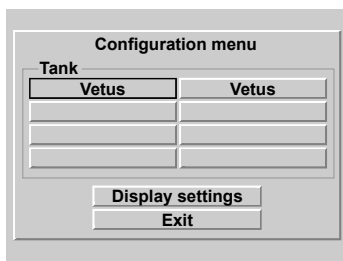 Configuration menu
Tank
Vetus Vetus
Display settings
Exit